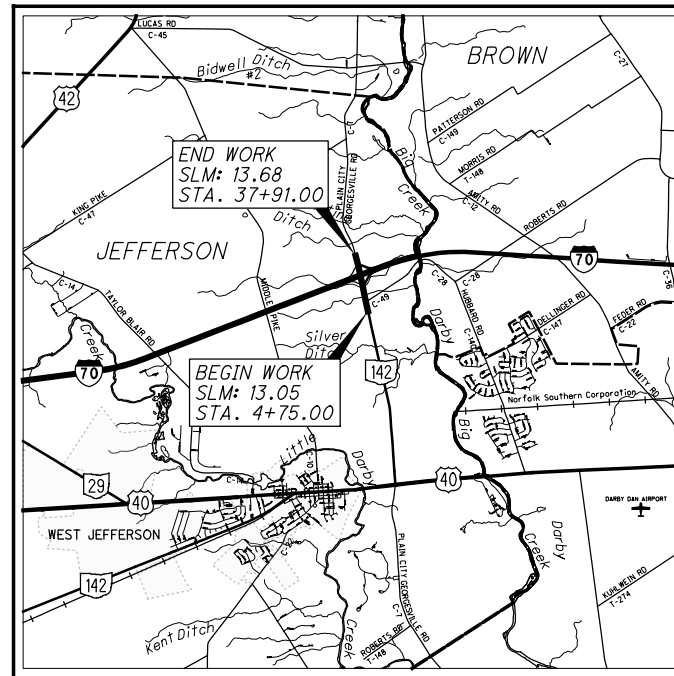 LUCAS RD
C-45
Bidwell Ditch
#2
BROWN
C-27
42
PATTERSON RD
C-149
C-7
PLAIN CITY
GEORGESVILLE RD
Big
Creek
MORRIS RD
T-148
AMITY RD
C-12
ROBERTS RD
END WORK
SLM: 13.68
STA. 37+91.00
Ditch
KING PIKE
C-47
JEFFERSON
70
C-14
TAYLOR BLAIR RD
Creek
MIDDLE PIKE
C-49
C-28
C-28
C-36
HUBBARD RD
DELLINGER RD
C-147
FEDER RD
C-22
Silver
Ditch
Darby
70
BEGIN WORK
SLM: 13.05
STA. 4+75.00
142
AMITY RD
Norfolk Southern Corporation
Big
Little
Darby
29
40
40
WEST JEFFERSON
DARBY DAN AIRPORT
Darby
Creek
142
PLAIN CITY GEORGESVILLE RD
C-7
KUHLWEIN RD
T-274
Kent Ditch
Creek
ROBERTS RD
T-148